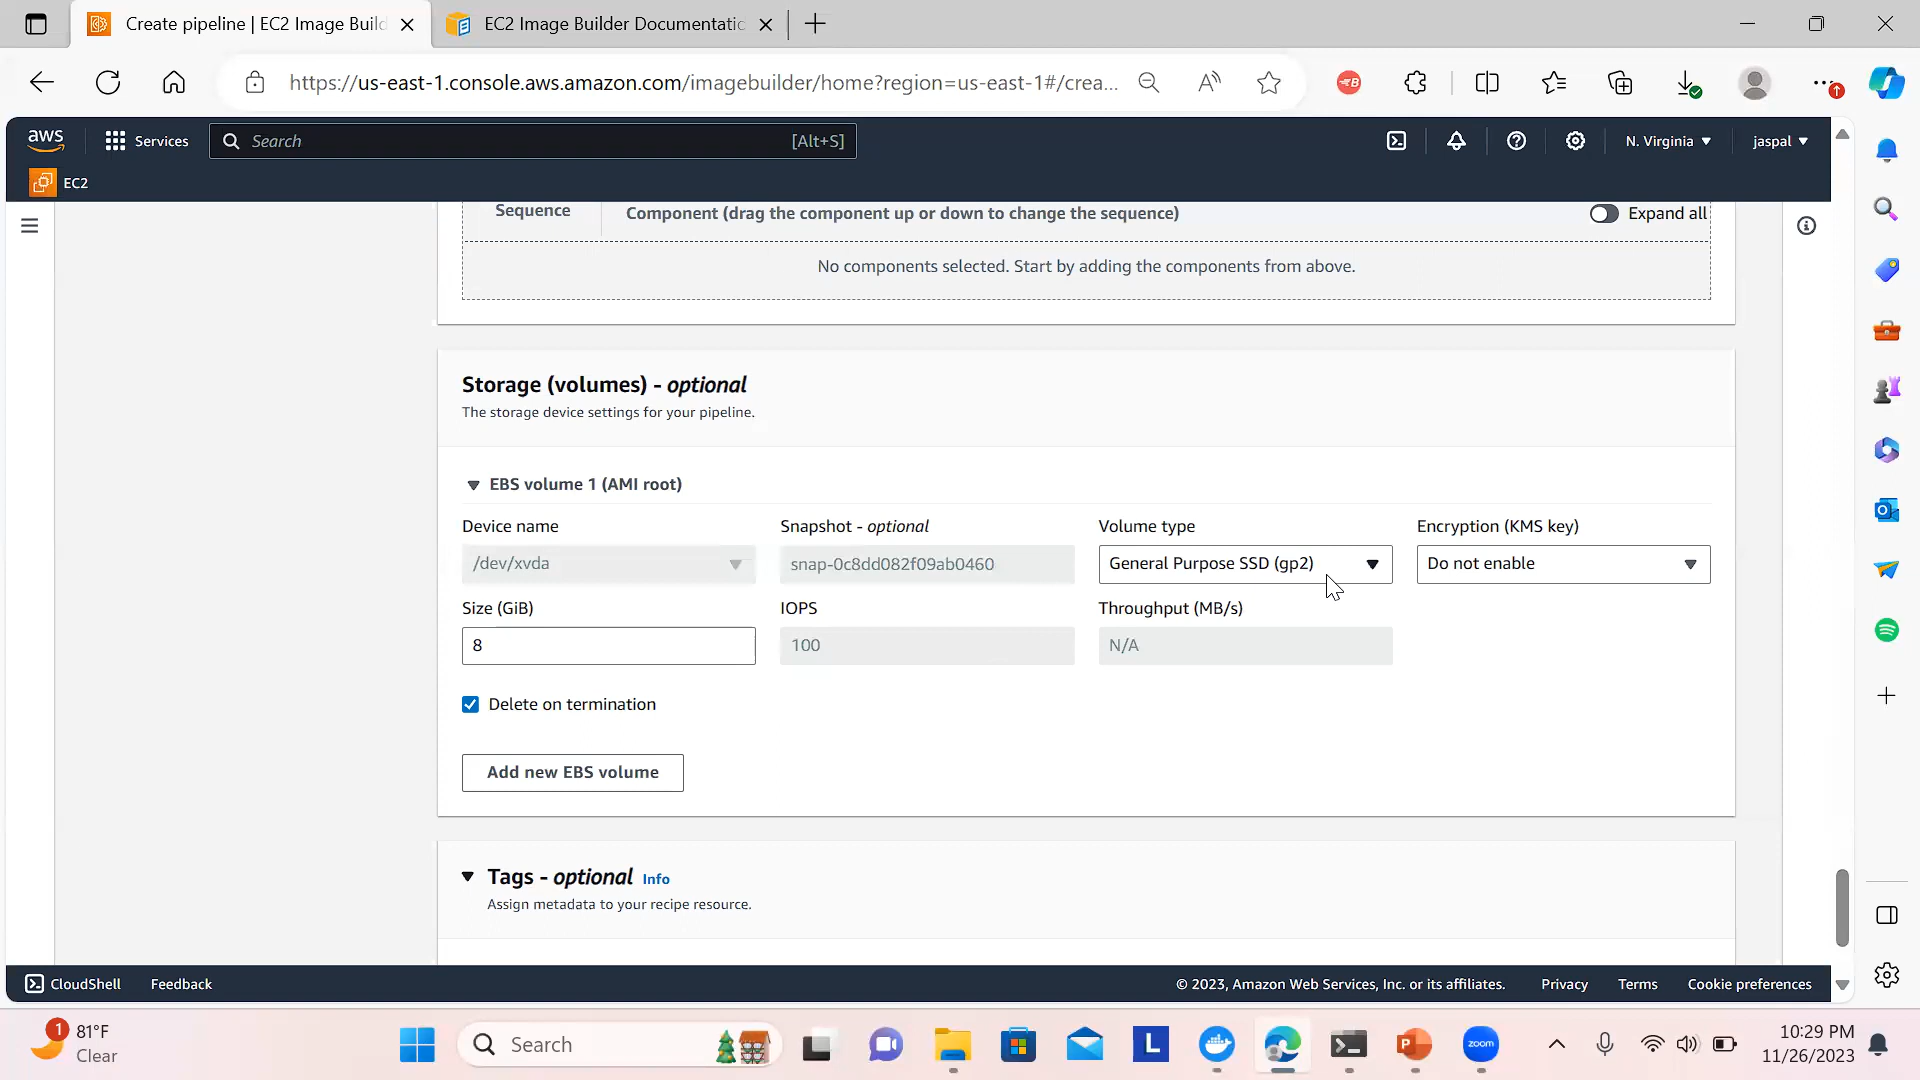 Create pipeline | EC2 Image Build
EC2 Image Builder Documentatic
https://us-east-1.console.aws.amazon.com/imagebuilder/home?region=us-east-1#/crea...
aws
Services
Search
[Alt+S]
N. Virginia
jaspal
EC2
Sequence
Component (drag the component up or down to change the sequence)
Expand all
No components selected. Start by adding the components from above.
Storage (volumes) - optional
The storage device settings for your pipeline.
EBS volume 1 (AMI root)
Device name
Snapshot - optional
Volume type
Encryption (KMS key)
/dev/xvda
snap-0c8dd082f09ab0460
General Purpose SSD (gp2)
Do not enable
Size (GiB)
IOPS
Throughput (MB/s)
8
100
N/A
Delete on termination
Add new EBS volume
Tags - optional Info
Assign metadata to your recipe resource.
CloudShell
Feedback
© 2023, Amazon Web Services, Inc. or its affiliates.
Privacy
Terms
Cookie preferences
1
81°F
Clear
Search
L
zoom
10:29 PM
11/26/2023